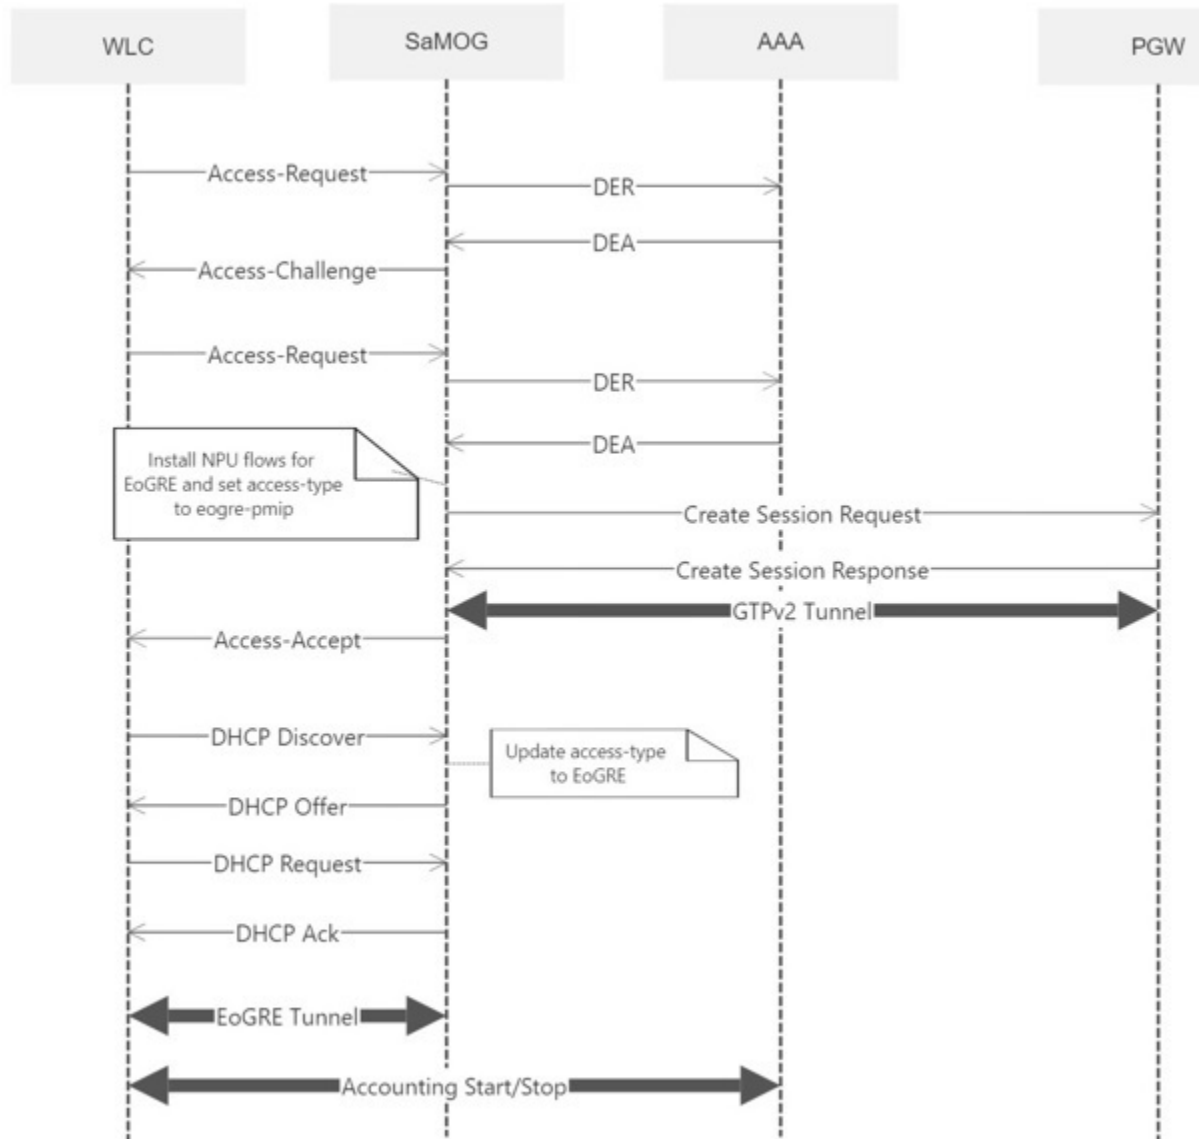 WLC
SaMOG
AAA
PGW
Access-Request
DER
DEA
Access-Challenge
Access-Request
DER
DEA
Install NPU flows for
EoGRE and set access-type
to eogre-pmip
Create Session Request
Create Session Response
GTPv2 Tunnel
Access-Accept
DHCP Discover
Update access-type
to EoGRE
DHCP Offer
DHCP Request
DHCP Ack
EoGRE Tunnel
Accounting Start/Stop